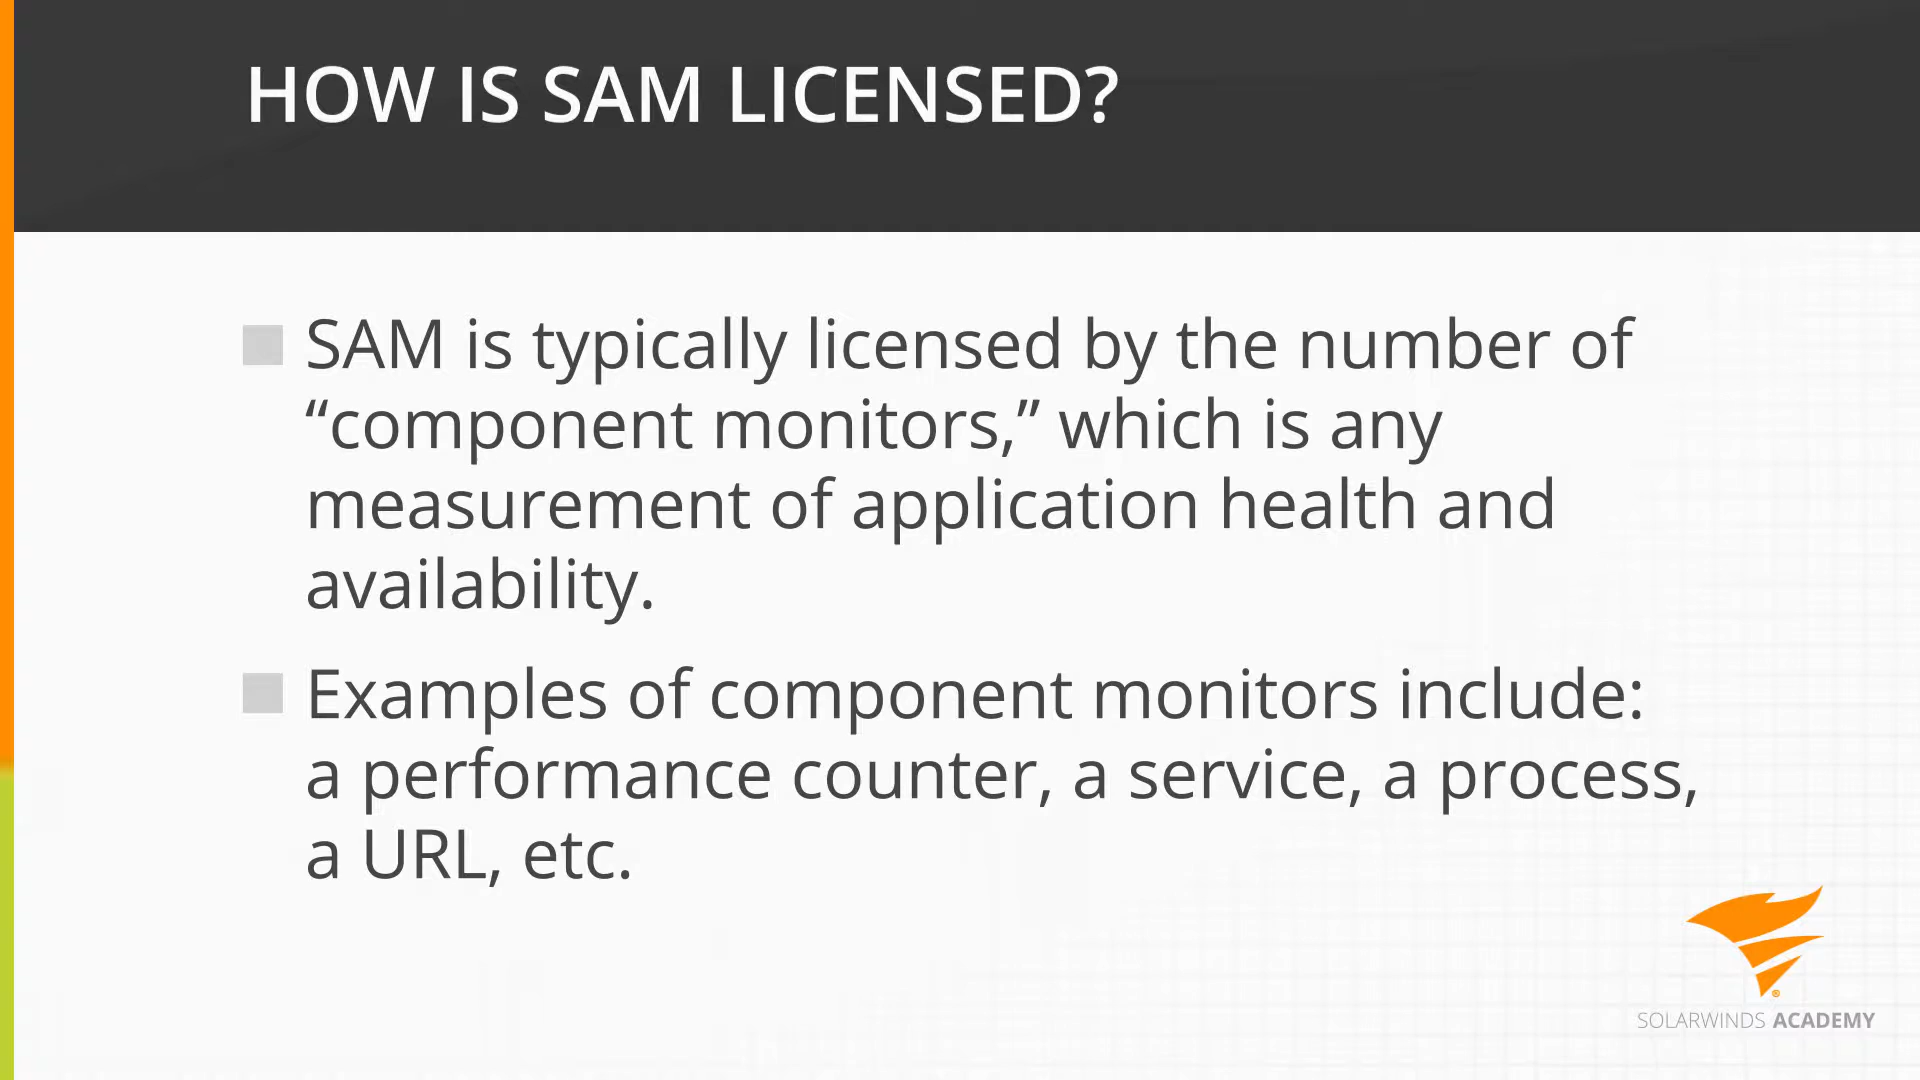 HOW IS SAM LICENSED?
SAM is typically licensed by the number of
“component monitors,” which is any
measurement of application health and
availability.
Examples of component monitors include:
a performance counter, a service, a process,
a URL, etc.
®
SOLARWINDS ACADEMY